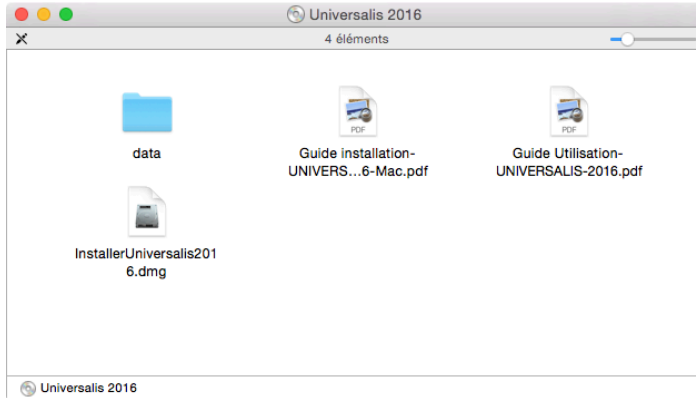 Universalis 2016
4 éléments
PDF
PDF
data
Guide installation-
UNIVERS...6-Mac.pdf
Guide Utilisation-
UNIVERSALIS-2016.pdf
InstallerUniversalis201
6.dmg
Universalis 2016